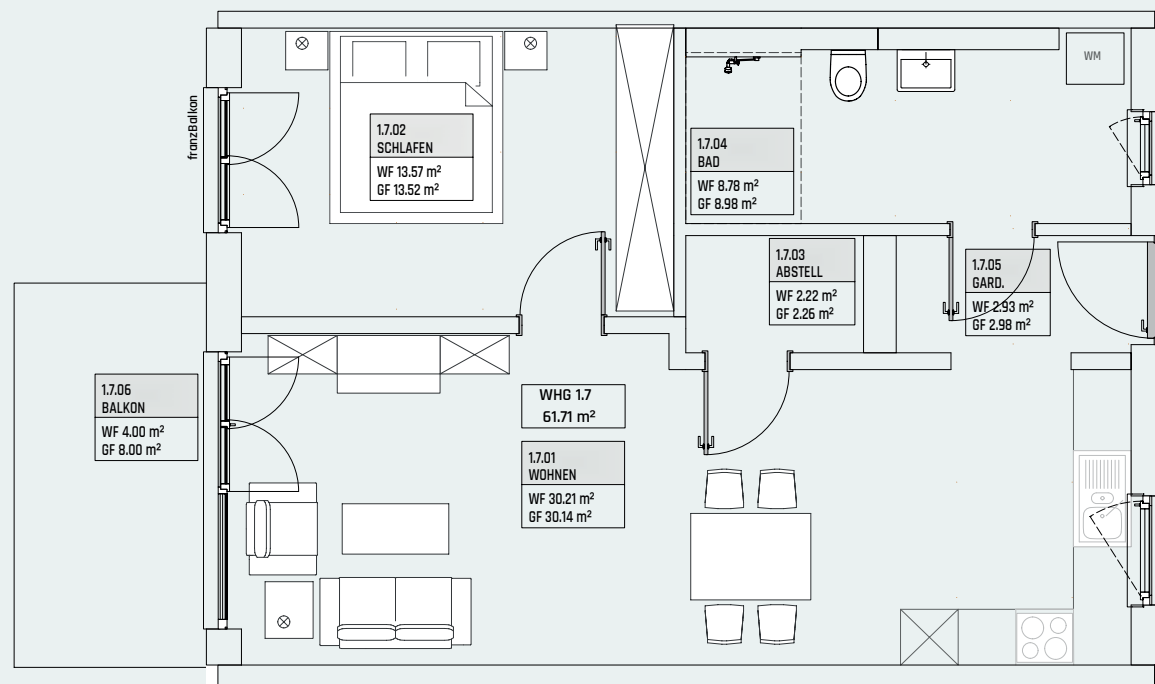 franzBalkon
1.7.02
SCHLAFEN
WF 13.57 m²
GF 13.52 m²
WM
1.7.04
BAD
WF 8.78 m²
GF 8.98 m²
1.7.03
ABSTELL
WF 2.22 m²
GF 2.26 m²
1.7.05
GARD.
WF 2.93 m²
GF 2.98 m²
1.7.06
BALKON
WF 4.00 m²
GF 8.00 m²
WHG 1.7
61.71 m²
1.7.01
WOHNEN
WF 30.21 m²
GF 30.14 m²